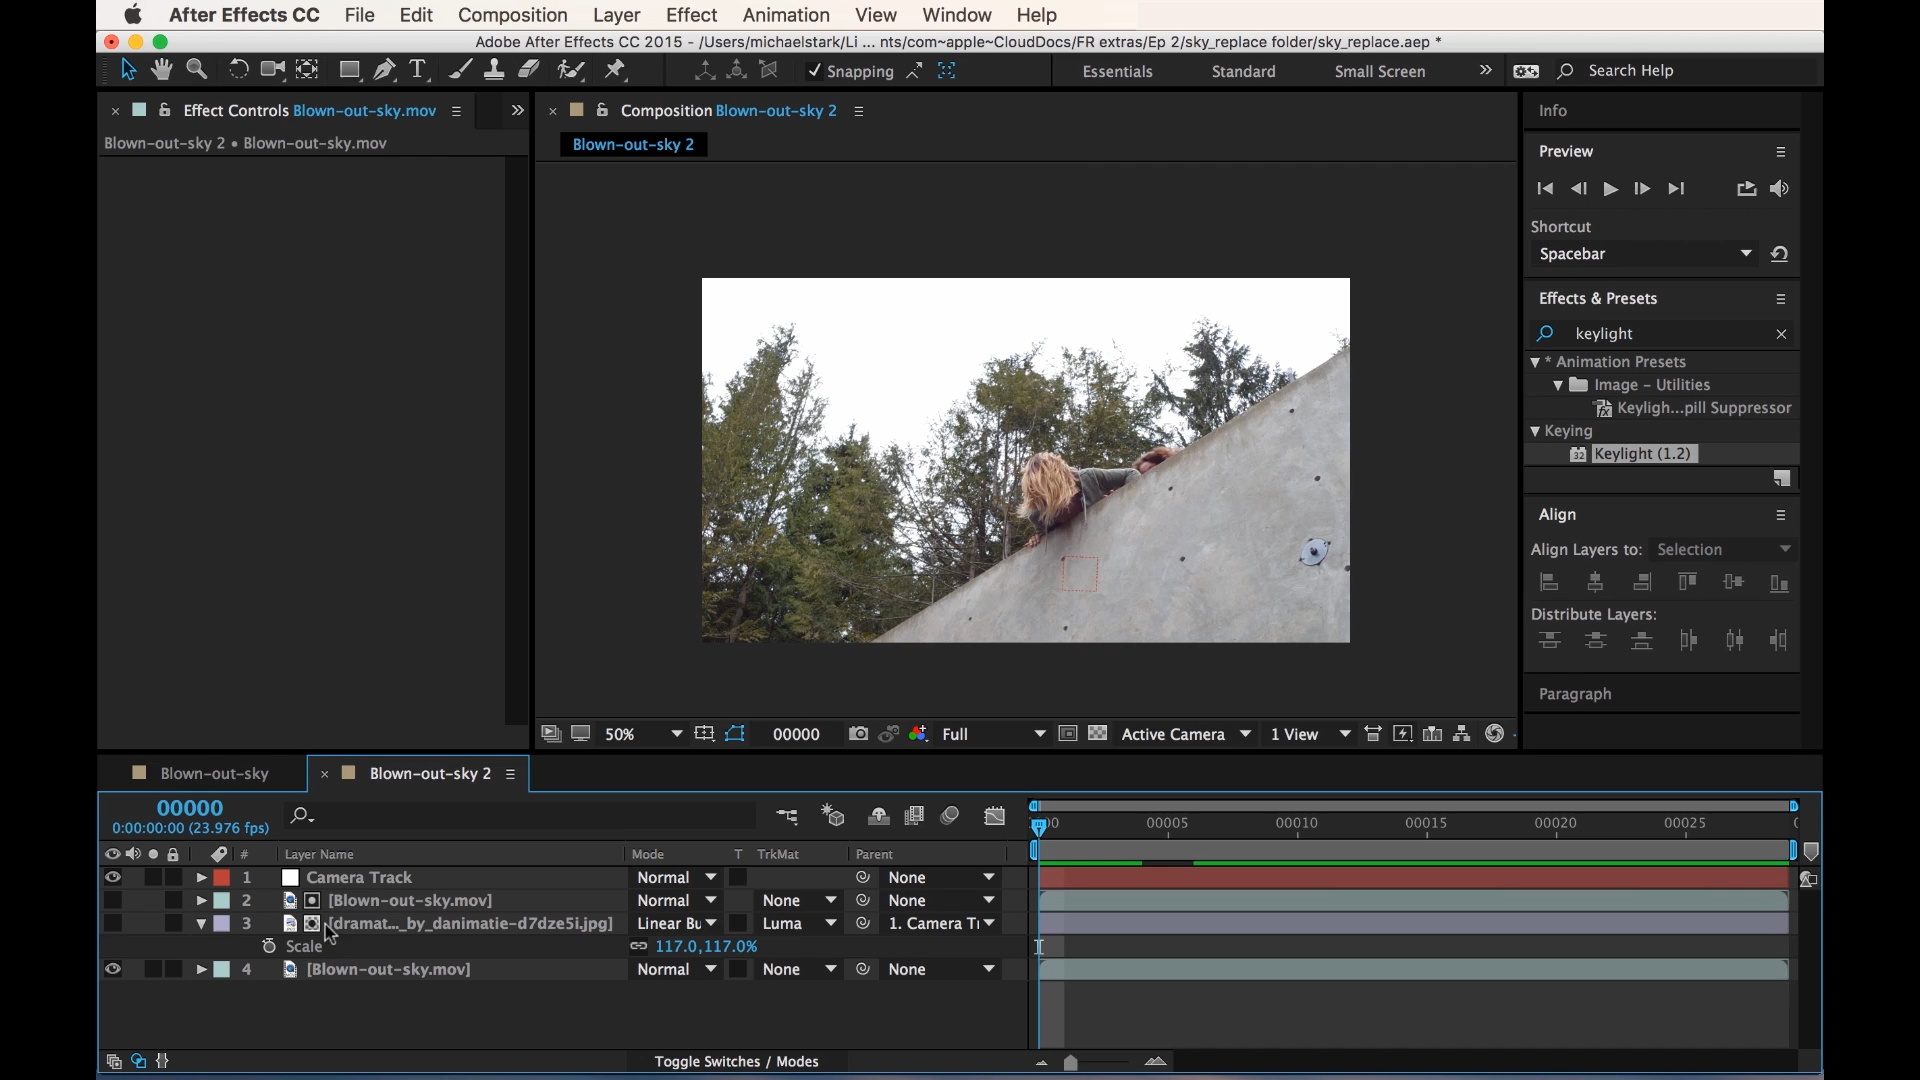 After Effects CC File Edit Composition Layer Effect Animation View Window Help
Adobe After Effects CC 2015 - /Users/michaelstark/Li ... nts/com~apple~CloudDocs/FR extras/Ep 2/sky_replace folder/sky_replace.aep *
T Snapping Essentials Standard Small Screen » Search Help
× Effect Controls Blown-out-sky.mov »
Blown-out-sky 2 • Blown-out-sky.mov
× Composition Blown-out-sky 2
Blown-out-sky 2
50% 00000 Full Active Camera 1 View
Info
Preview
Shortcut
Spacebar
Effects & Presets
keylight ×
* Animation Presets
Image - Utilities
Keyligh...pill Suppressor
Keying
32 Keylight (1.2)
Align
Align Layers to: Selection
Distribute Layers:
Paragraph
Blown-out-sky × Blown-out-sky 2
00000
0:00:00:00 (23.976 fps)
00 00005 00010 00015 00020 00025
# Layer Name Mode T TrkMat Parent
1 Camera Track Normal None
2 [Blown-out-sky.mov] Normal None None
3 [dramat..._by_danimatie-d7dze5i.jpg] Linear Bu Luma 1. Camera Tr
Scale 117.0,117.0%
4 [Blown-out-sky.mov] Normal None None
Toggle Switches / Modes